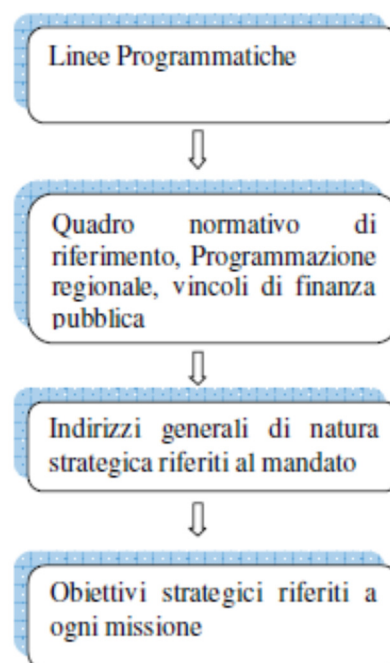 Linee Programmatiche
Quadro normativo di
riferimento, Programmazione
regionale, vincoli di finanza
pubblica
Indirizzi generali di natura
strategica riferiti al mandato
Obiettivi strategici riferiti a
ogni missione